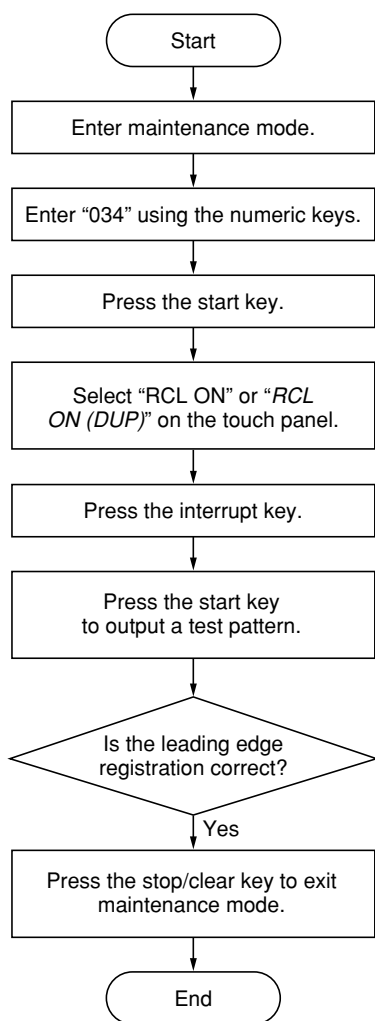 Start
Enter maintenance mode.
Enter “034” using the numeric keys.
Press the start key.
Select “RCL ON” or “RCL
ON (DUP)” on the touch panel.
Press the interrupt key.
Press the start key
to output a test pattern.
Is the leading edge
registration correct?
Yes
Press the stop/clear key to exit
maintenance mode.
End